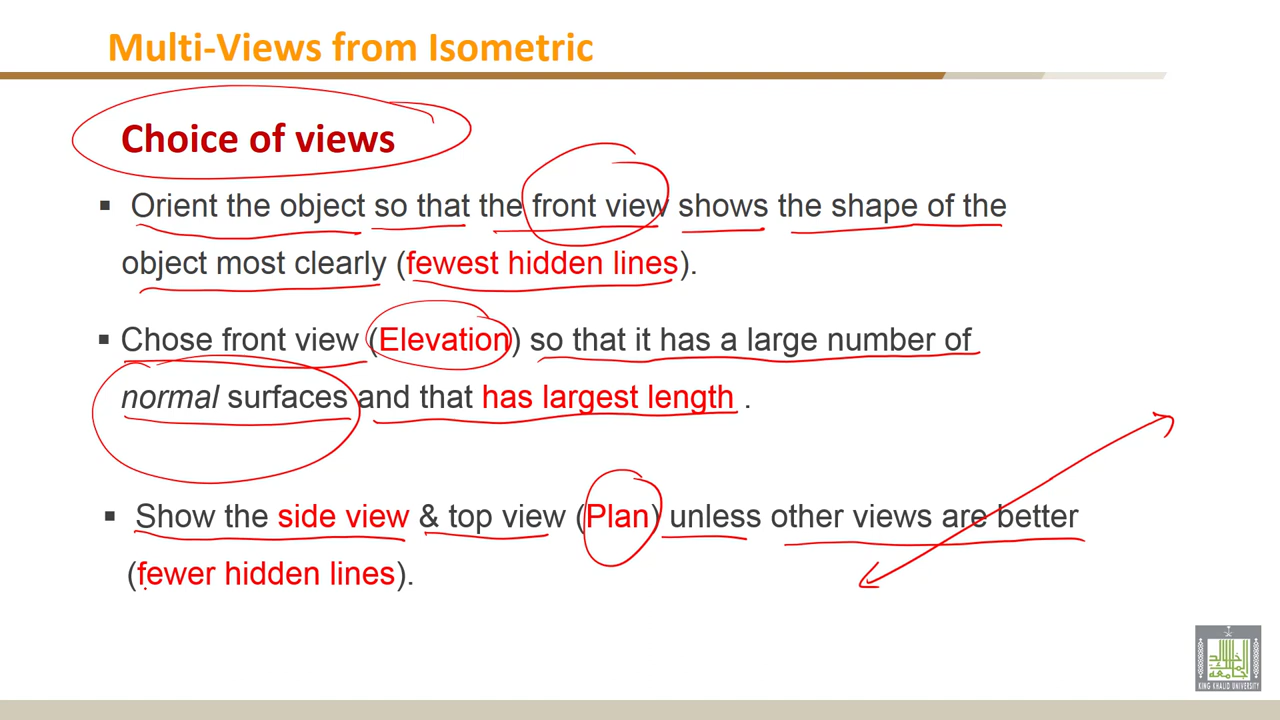 Multi-Views from Isometric
Choice of views
▪ Orient the object so that the front view shows the shape of the
object most clearly (fewest hidden lines).
▪ Chose front view (Elevation) so that it has a large number of
normal surfaces and that has largest length .
▪ Show the side view & top view (Plan) unless other views are better
(fewer hidden lines).
KING KHALID UNIVERSITY